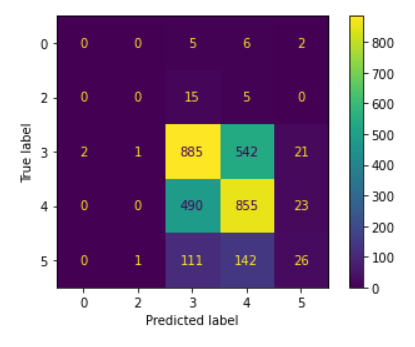 0 0 0 5 6 2
2 0 0 15 5 0
3 2 1 885 542 21
4 0 0 490 855 23
5 0 1 111 142 26
0 2 3 4 5
True label
Predicted label
800
700
600
500
400
300
200
100
0